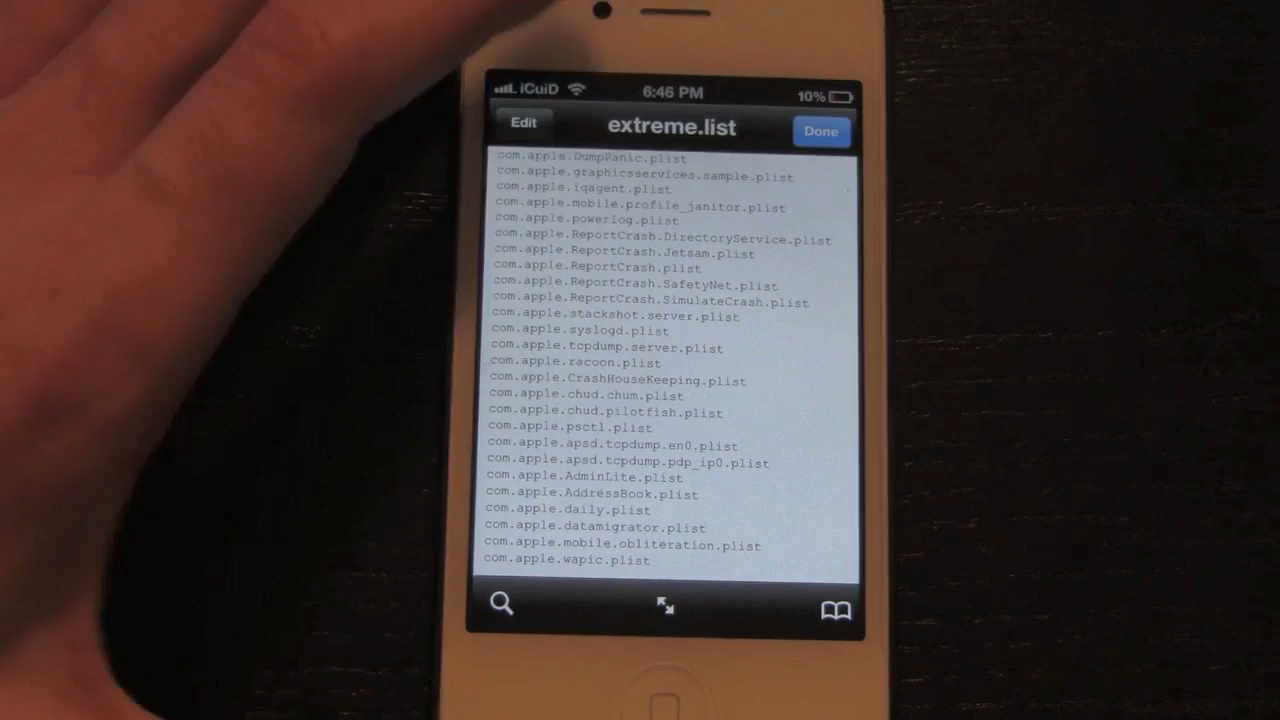 iCuiD 6:46 PM 10%
Edit extreme.list Done
com.apple.DumpPanic.plist
com.apple.graphicsservices.sample.plist
com.apple.iqagent.plist
com.apple.mobile.profile_janitor.plist
com.apple.powerlog.plist
com.apple.ReportCrash.DirectoryService.plist
com.apple.ReportCrash.Jetsam.plist
com.apple.ReportCrash.plist
com.apple.ReportCrash.SafetyNet.plist
com.apple.ReportCrash.SimulateCrash.plist
com.apple.stackshot.server.plist
com.apple.syslogd.plist
com.apple.tcpdump.server.plist
com.apple.racoon.plist
com.apple.CrashHouseKeeping.plist
com.apple.chud.chum.plist
com.apple.chud.pilotfish.plist
com.apple.psctl.plist
com.apple.apsd.tcpdump.en0.plist
com.apple.apsd.tcpdump.pdp_ip0.plist
com.apple.AdminLite.plist
com.apple.AddressBook.plist
com.apple.daily.plist
com.apple.datamigrator.plist
com.apple.mobile.obliteration.plist
com.apple.wapic.plist